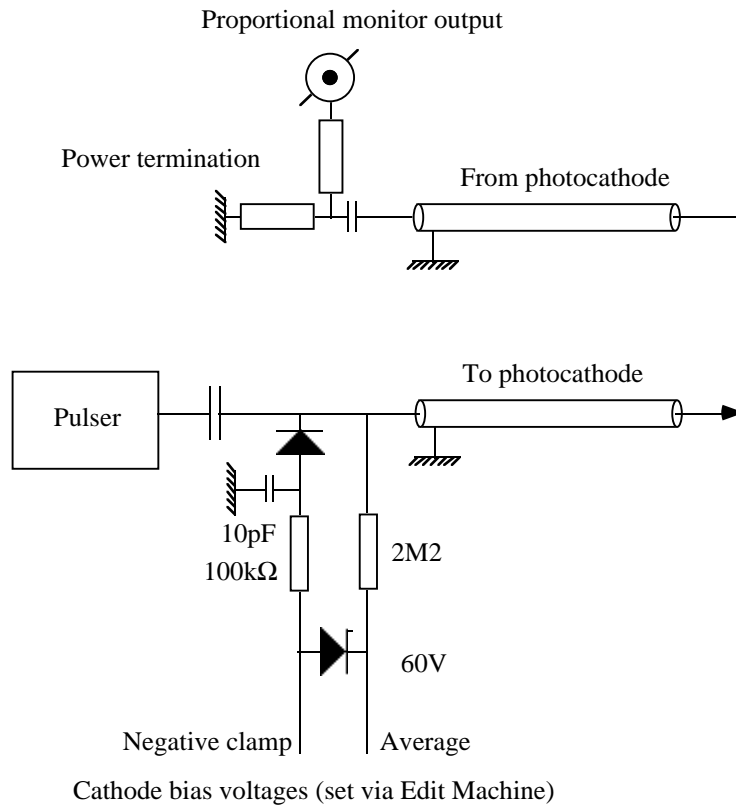 Proportional monitor output
Power termination
From photocathode
To photocathode
Pulser
10pF
100kΩ
2M2
60V
Negative clamp
Average
Cathode bias voltages (set via Edit Machine)